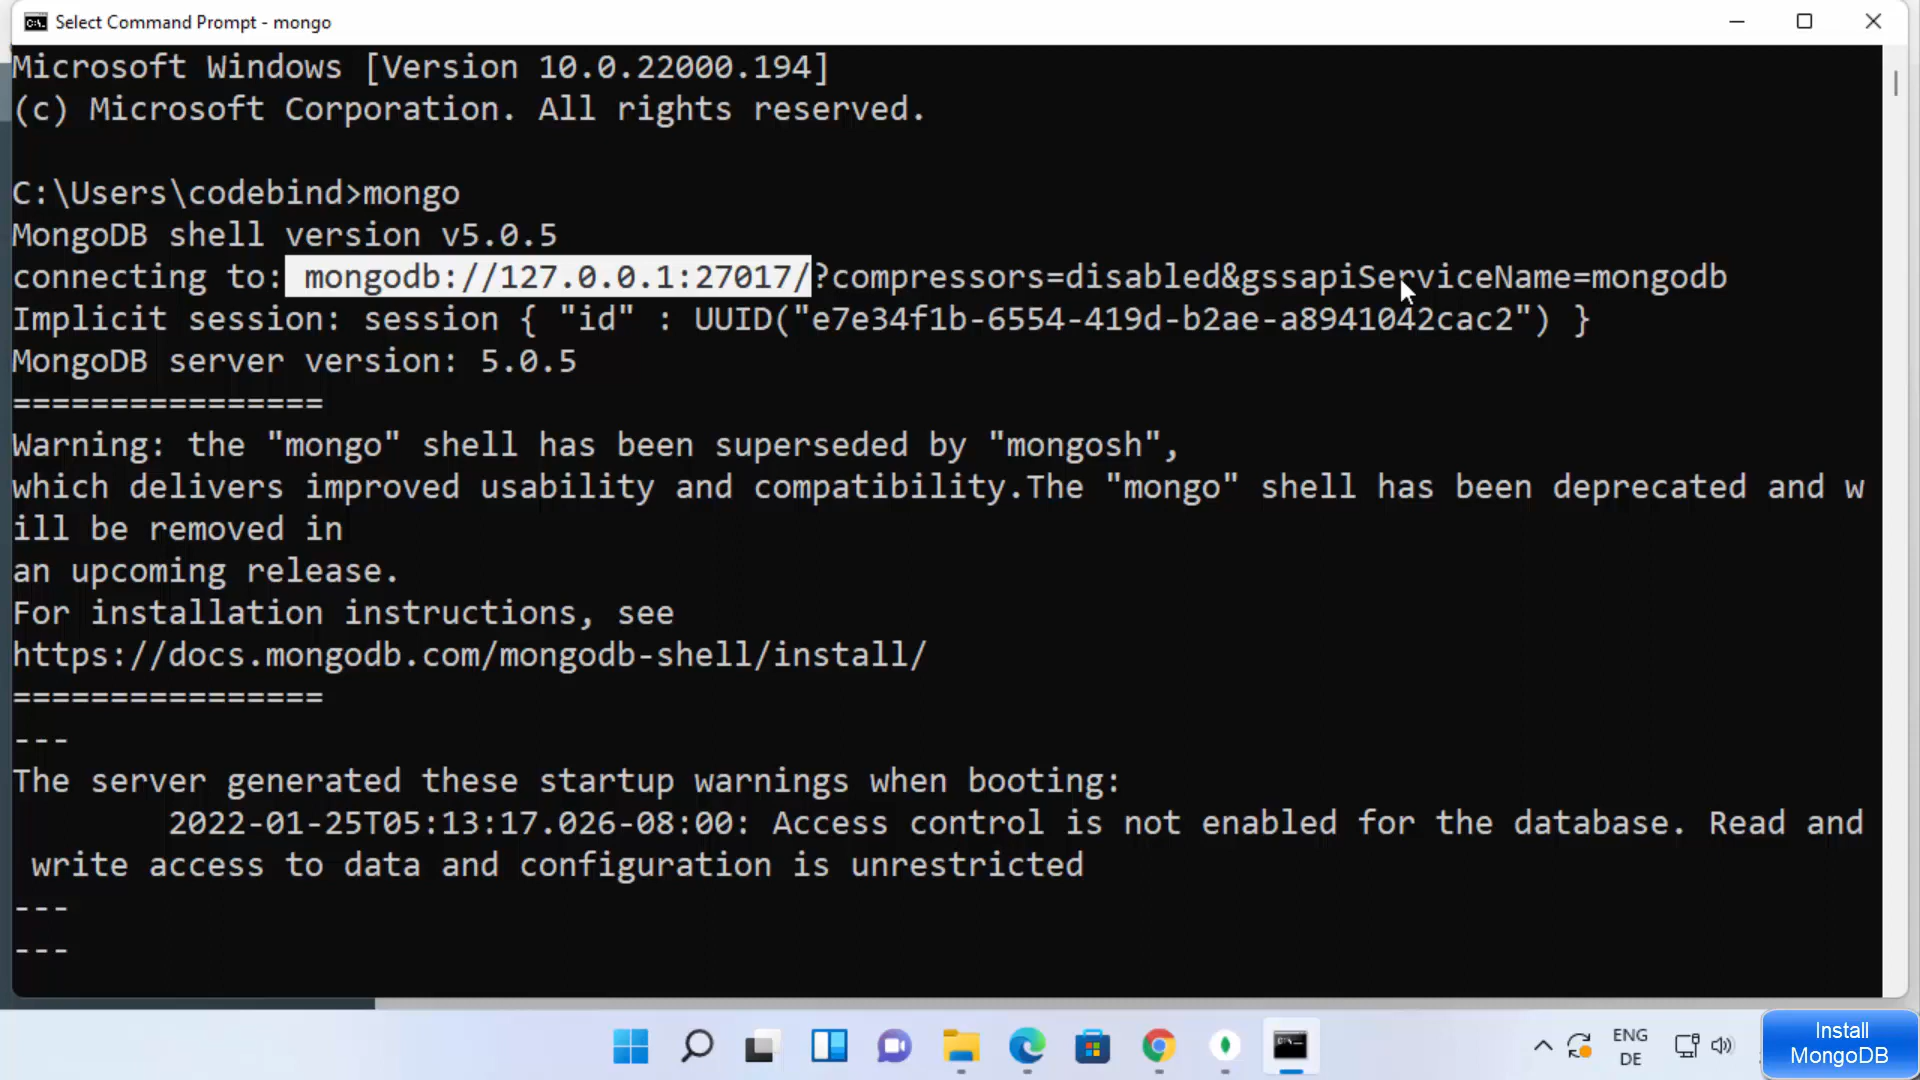 Select Command Prompt - mongo
Microsoft Windows [Version 10.0.22000.194]
(c) Microsoft Corporation. All rights reserved.
C:\Users\codebind>mongo
MongoDB shell version v5.0.5
connecting to: mongodb://127.0.0.1:27017/?compressors=disabled&gssapiServiceName=mongodb
Implicit session: session { "id" : UUID("e7e34f1b-6554-419d-b2ae-a8941042cac2") }
MongoDB server version: 5.0.5
================
Warning: the "mongo" shell has been superseded by "mongosh",
which delivers improved usability and compatibility.The "mongo" shell has been deprecated and w
ill be removed in
an upcoming release.
For installation instructions, see
https://docs.mongodb.com/mongodb-shell/install/
================
---
The server generated these startup warnings when booting:
2022-01-25T05:13:17.026-08:00: Access control is not enabled for the database. Read and
write access to data and configuration is unrestricted
---
---
ENG
DE
Install
MongoDB